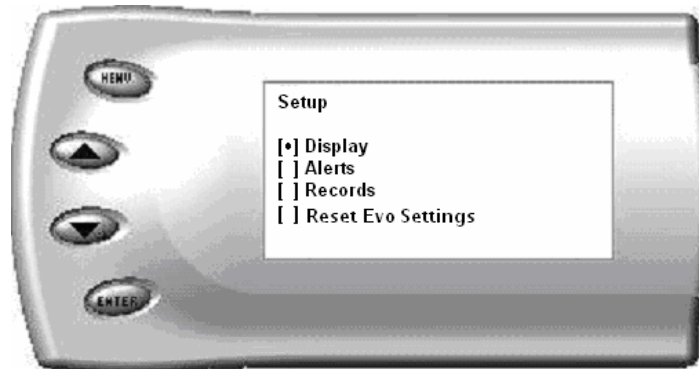 MENU
Setup
[•] Display
[ ] Alerts
[ ] Records
[ ] Reset Evo Settings
ENTER